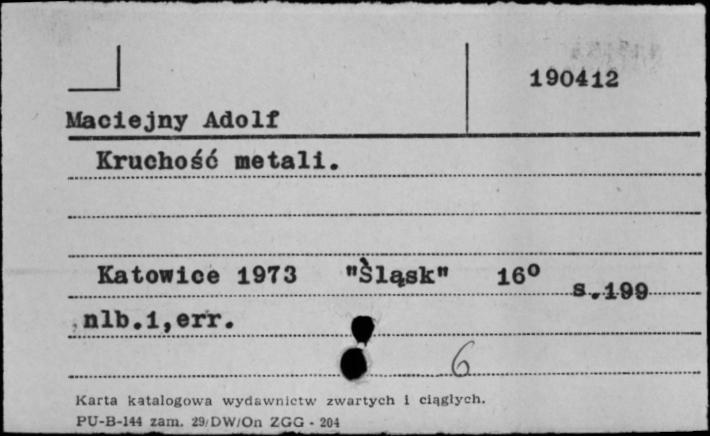 190412
Maciejny Adolf
Kruchość metali.
Katowice 1973 "Śląsk" 16° s.199
nlb.1,err.
6
Karta katalogowa wydawnictw zwartych i ciągłych.
PU-B-144 zam. 29/DW/On ZGG - 204